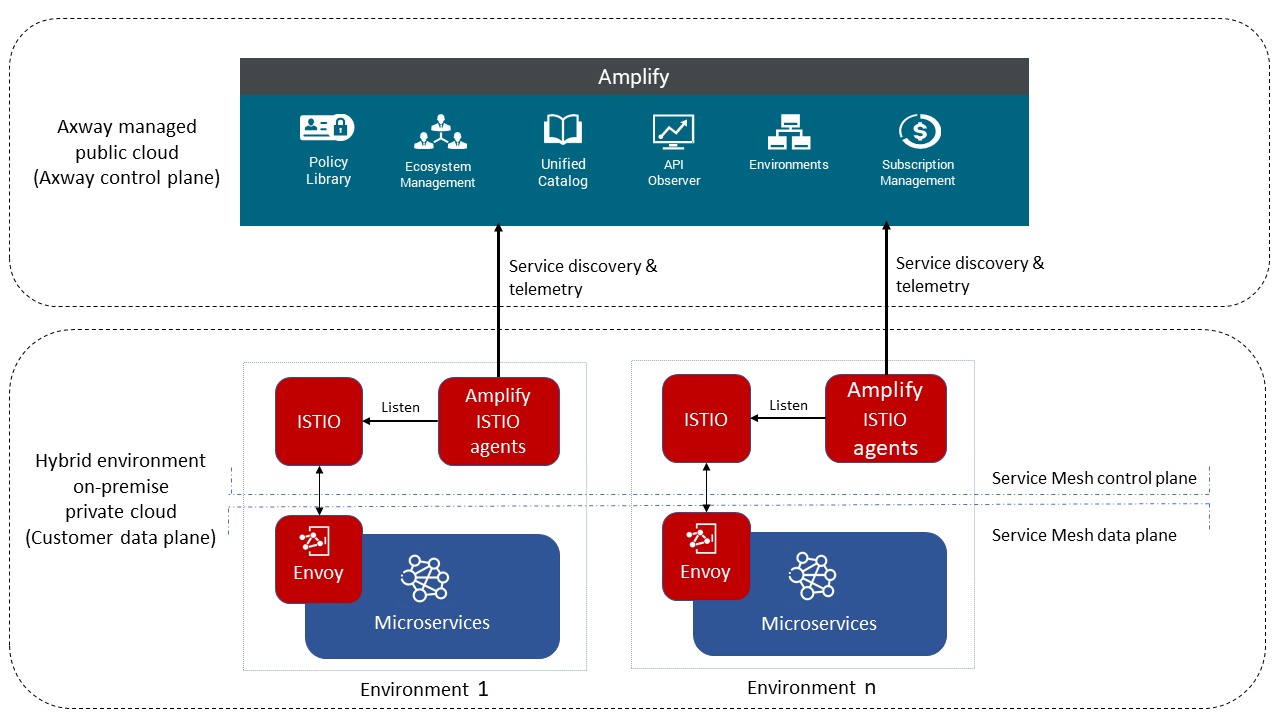 Amplify
Axway managed
public cloud
(Axway control plane)
Policy
Library
Ecosystem
Management
Unified
Catalog
API
Observer
Environments
Subscription
Management
Service discovery &
telemetry
Service discovery &
telemetry
Hybrid environment
on-premise
private cloud
(Customer data plane)
ISTIO
Listen
Amplify
ISTIO
agents
ISTIO
Listen
Amplify
ISTIO
agents
Service Mesh control plane
Service Mesh data plane
Envoy
Microservices
Envoy
Microservices
Environment 1
Environment n